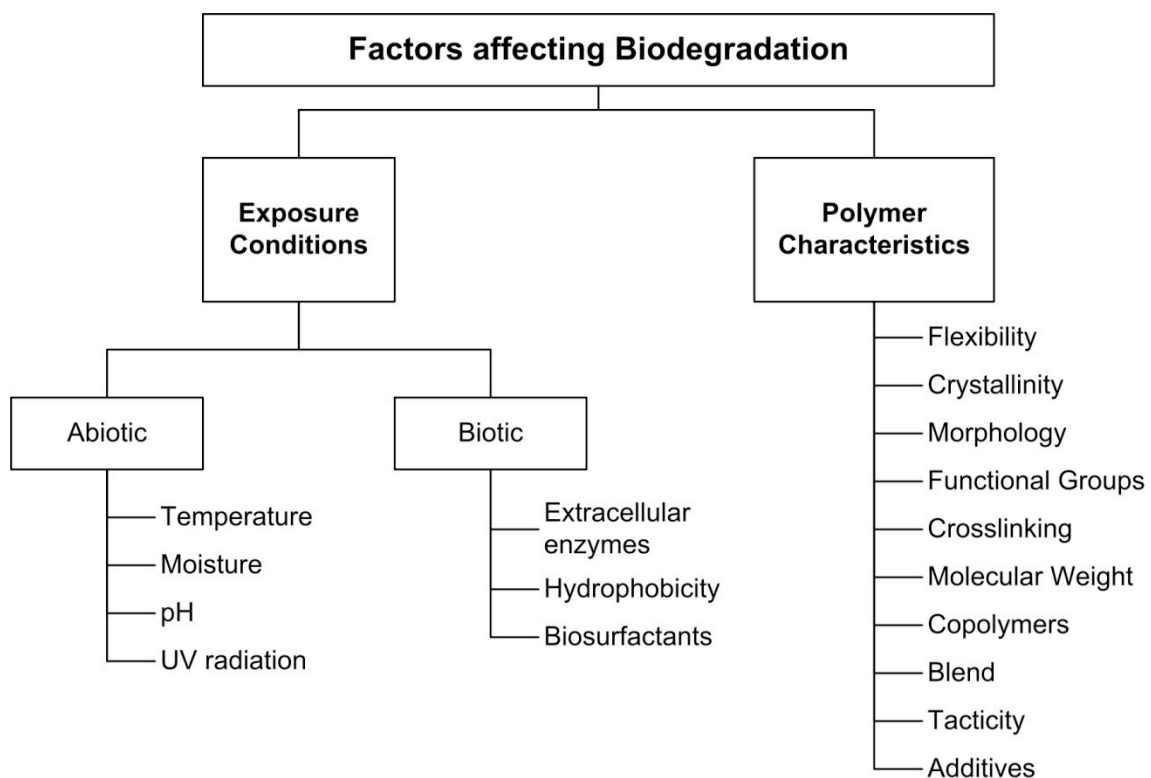 Factors affecting Biodegradation
Exposure
Conditions
Polymer
Characteristics
Abiotic
Biotic
Temperature
Moisture
pH
UV radiation
Extracellular
enzymes
Hydrophobicity
Biosurfactants
Flexibility
Crystallinity
Morphology
Functional Groups
Crosslinking
Molecular Weight
Copolymers
Blend
Tacticity
Additives